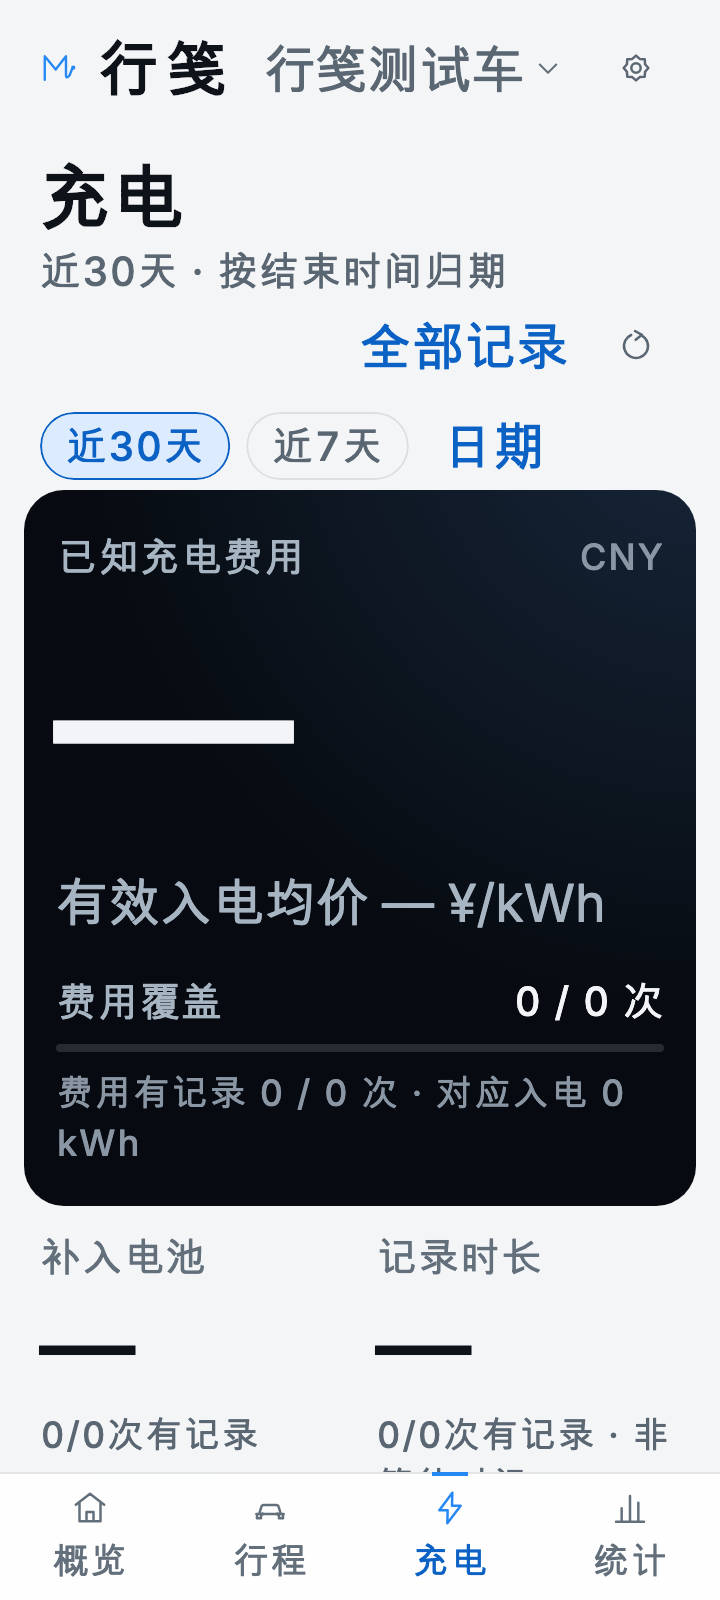 行笺 行笺测试车
充电
近30天 · 按结束时间归期
全部记录
近30天 近7天 日期
已知充电费用 CNY
—
有效入电均价 — ¥/kWh
费用覆盖 0 / 0 次
费用有记录 0 / 0 次 · 对应入电 0
kWh
补入电池 记录时长
— —
0/0次有记录 0/0次有记录 · 非
概览 行程 充电 统计